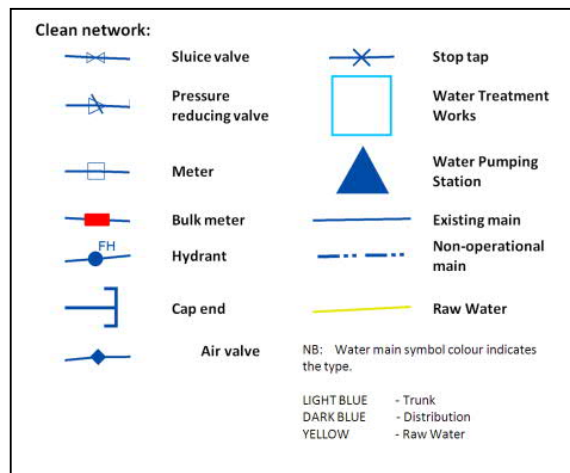 Clean network:
Sluice valve
Stop tap
Pressure
reducing valve
Water Treatment
Works
Meter
Water Pumping
Station
Bulk meter
Existing main
FH
Hydrant
Non-operational
main
Cap end
Raw Water
Air valve
NB: Water main symbol colour indicates
the type.
LIGHT BLUE - Trunk
DARK BLUE - Distribution
YELLOW - Raw Water